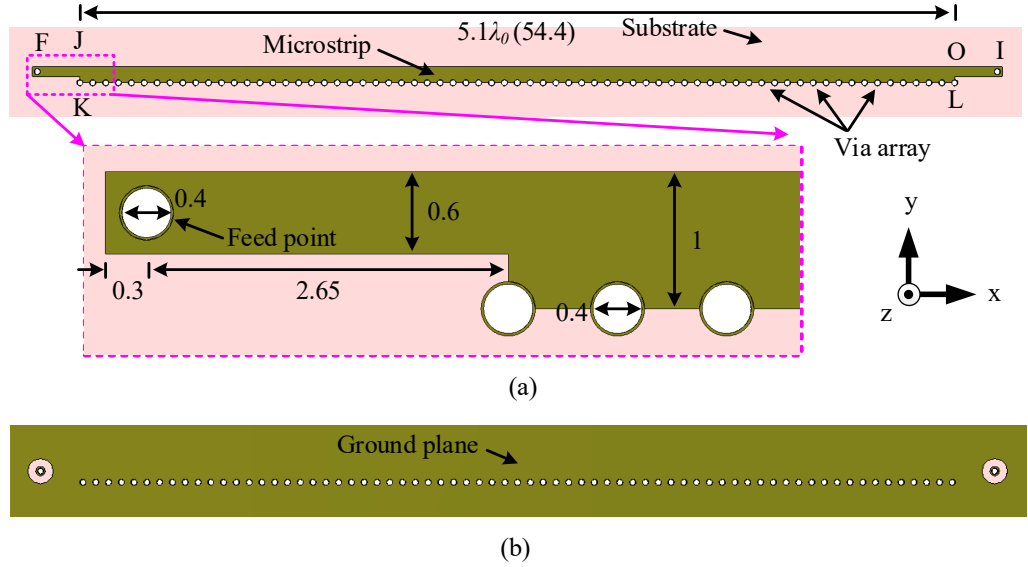 5.1λ0 (54.4)
Substrate
Microstrip
F
J
O
I
K
L
Via array
0.4
Feed point
0.6
1
0.3
2.65
0.4
y
x
z
(a)
Ground plane
(b)